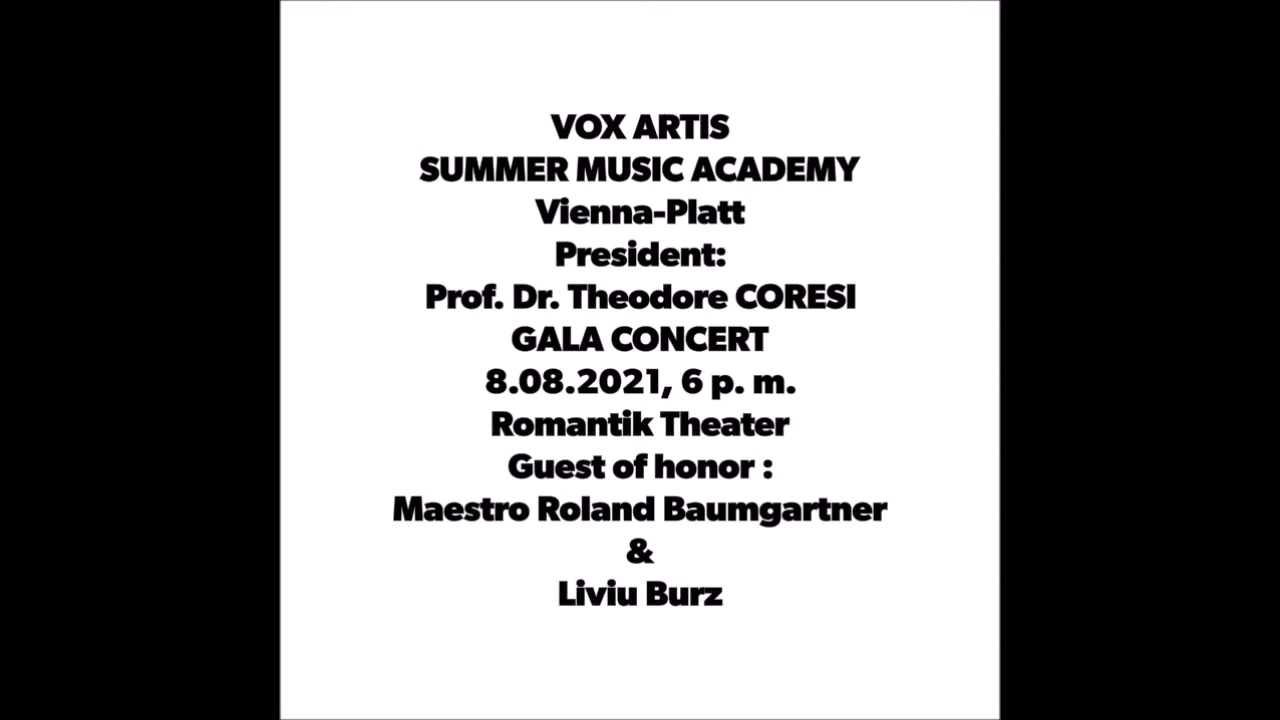 VOX ARTIS
SUMMER MUSIC ACADEMY
Vienna-Platt
President:
Prof. Dr. Theodore CORESI
GALA CONCERT
8.08.2021, 6 p. m.
Romantik Theater
Guest of honor :
Maestro Roland Baumgartner
&
Liviu Burz